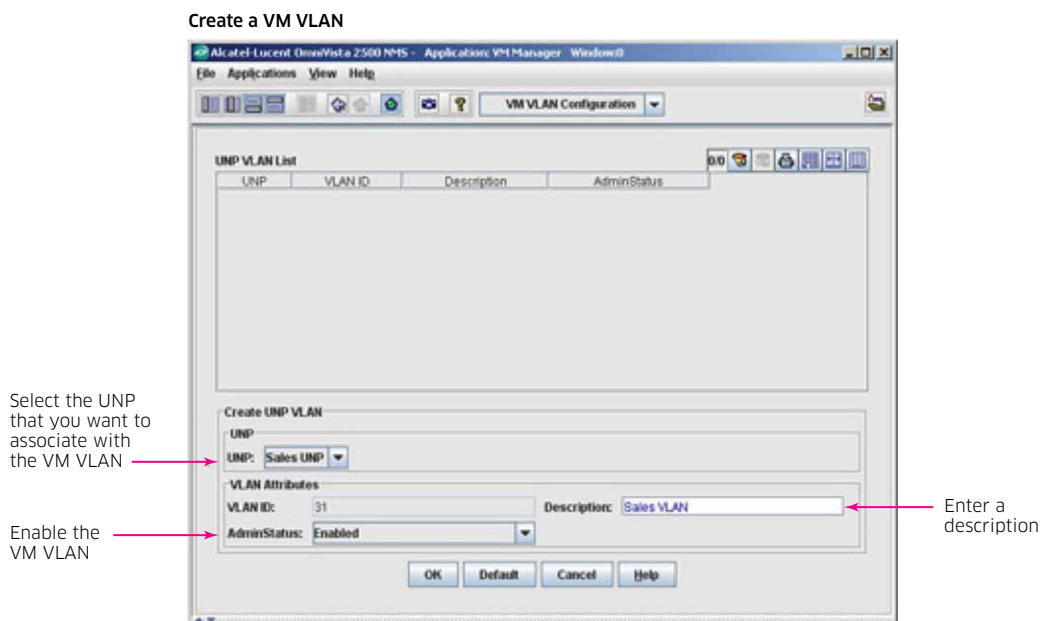 Create a VM VLAN
Alcatel-Lucent OmniVista 2500 NMS - Application: VM Manager Window:0
File Applications View Help
VM VLAN Configuration
UNP VLAN List
0/0
UNP VLAN ID Description AdminStatus
Select the UNP
that you want to
associate with
the VM VLAN
Create UNP VLAN
UNP
UNP: Sales UNP
VLAN Attributes
VLAN ID: 31 Description: Sales VLAN
Enter a
description
Enable the
VM VLAN
AdminStatus: Enabled
OK Default Cancel Help